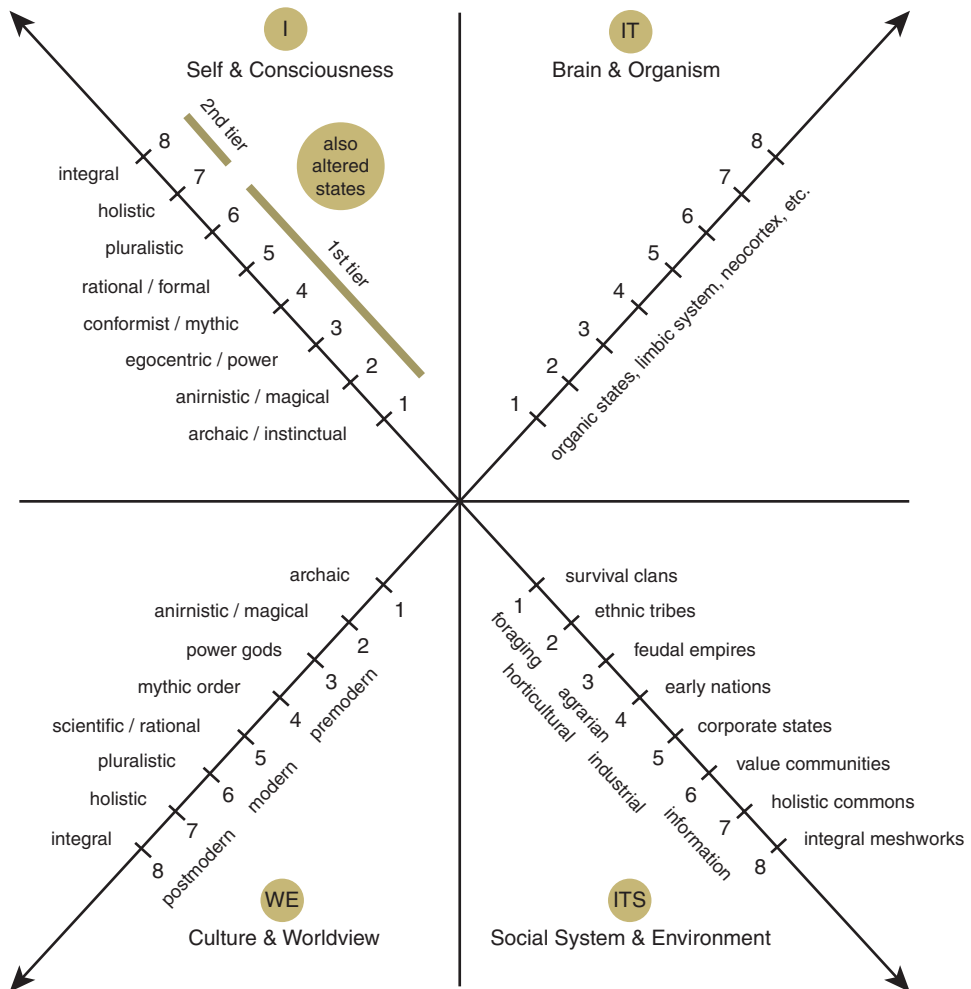 I
Self & Consciousness
2nd tier
also
altered
states
1st tier
8
integral
7
holistic
6
pluralistic
5
rational / formal
4
conformist / mythic
3
egocentric / power
2
anirnistic / magical
1
archaic / instinctual
IT
Brain & Organism
8
7
6
5
4
3
2
1
organic states, limbic system, neocortex, etc.
archaic
1
anirnistic / magical
2
power gods
3
mythic order
4
scientific / rational
5
pluralistic
6
holistic
7
integral
8
premodern
modern
postmodern
WE
Culture & Worldview
survival clans
1
ethnic tribes
2
feudal empires
3
early nations
4
corporate states
5
value communities
6
holistic commons
7
integral meshworks
8
foraging
horticultural
agrarian
industrial
information
ITS
Social System & Environment